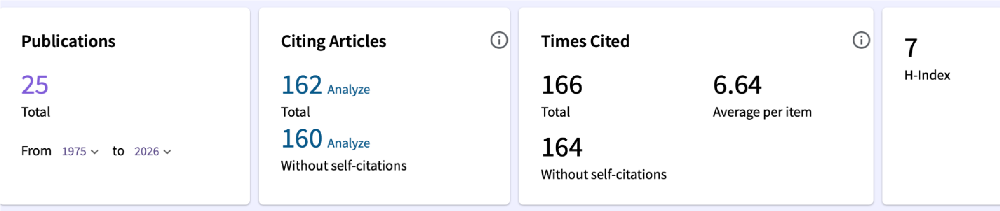 Publications
25
Total
From 1975 to 2026
Citing Articles
162 Analyze
Total
160 Analyze
Without self-citations
Times Cited
166
Total
6.64
Average per item
164
Without self-citations
7
H-Index